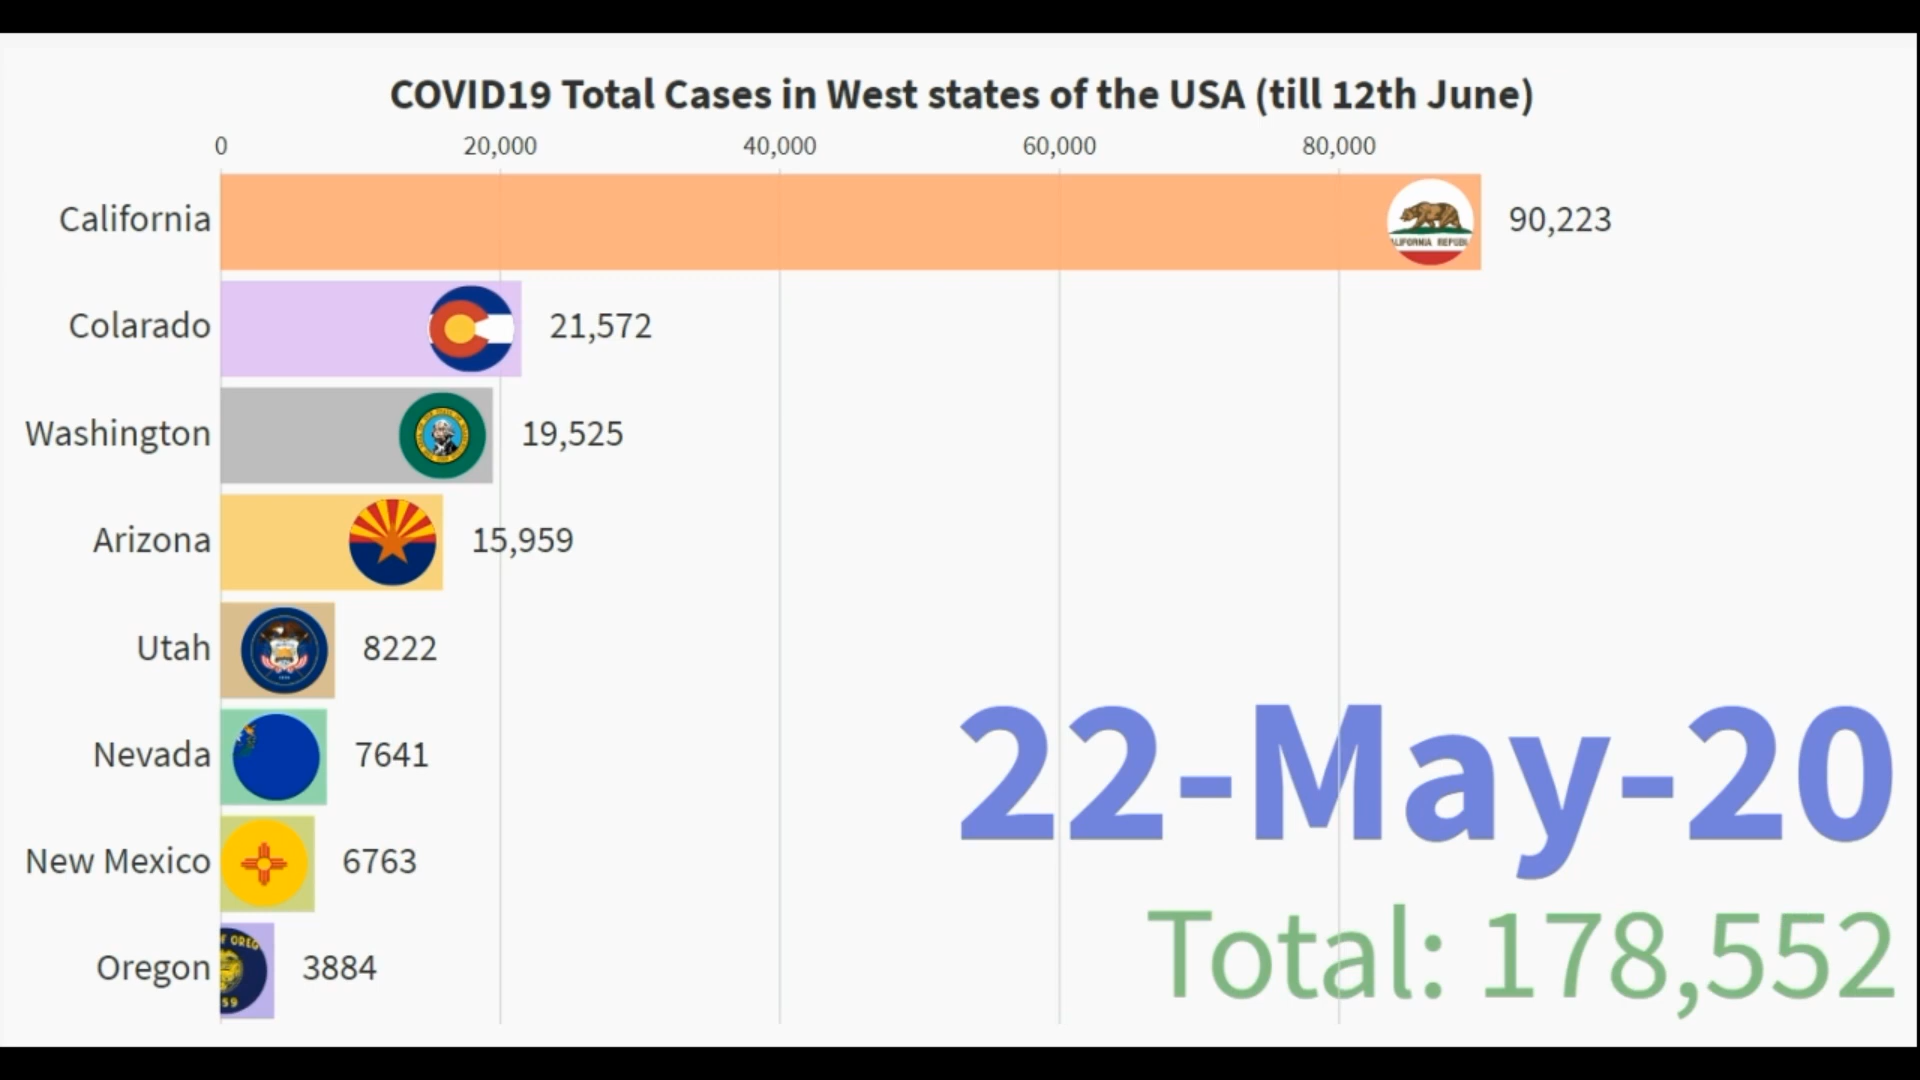 COVID19 Total Cases in West states of the USA (till 12th June)
0 20,000 40,000 60,000 80,000
California 90,223
Colarado 21,572
Washington 19,525
Arizona 15,959
Utah 8222
Nevada 7641
New Mexico 6763
Oregon 3884
22-May-20
Total: 178,552